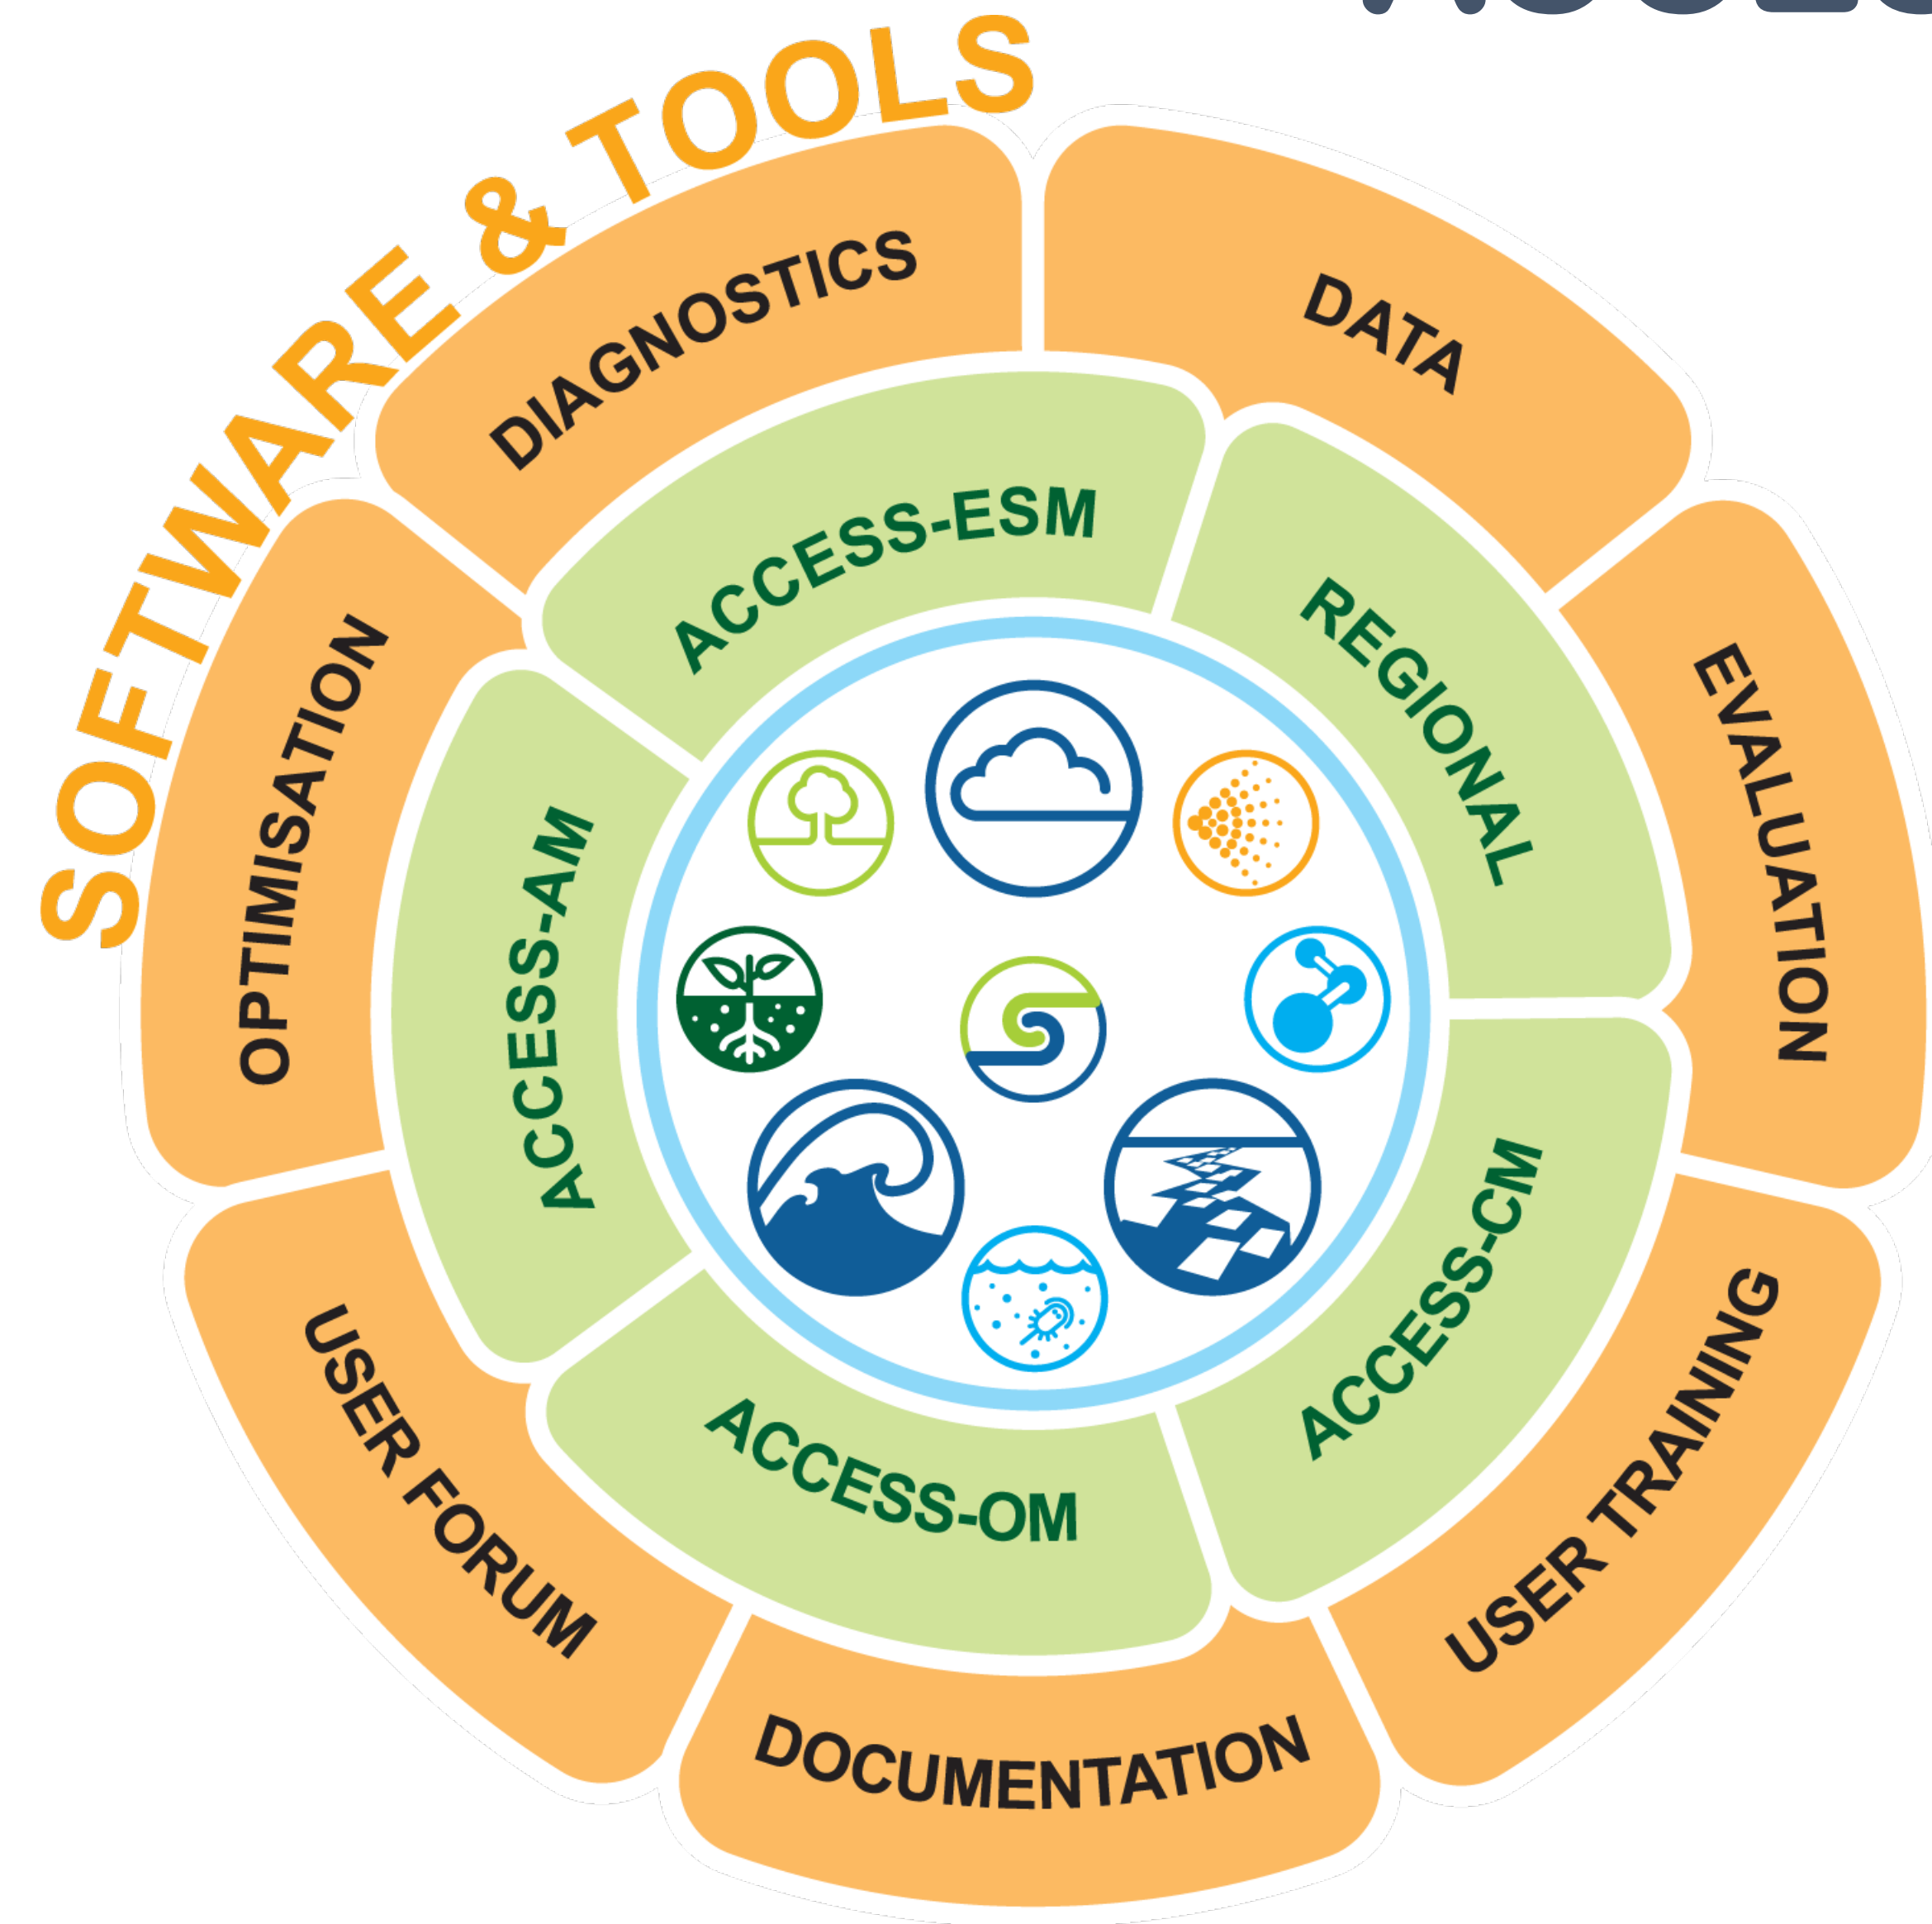 SOFTWARE & TOOLS
DIAGNOSTICS
DATA
EVALUATION
USER TRAINING
DOCUMENTATION
USER FORUM
OPTIMISATION
ACCESS-ESM
REGIONAL
ACCESS-CM
ACCESS-OM
ACCESS-AM